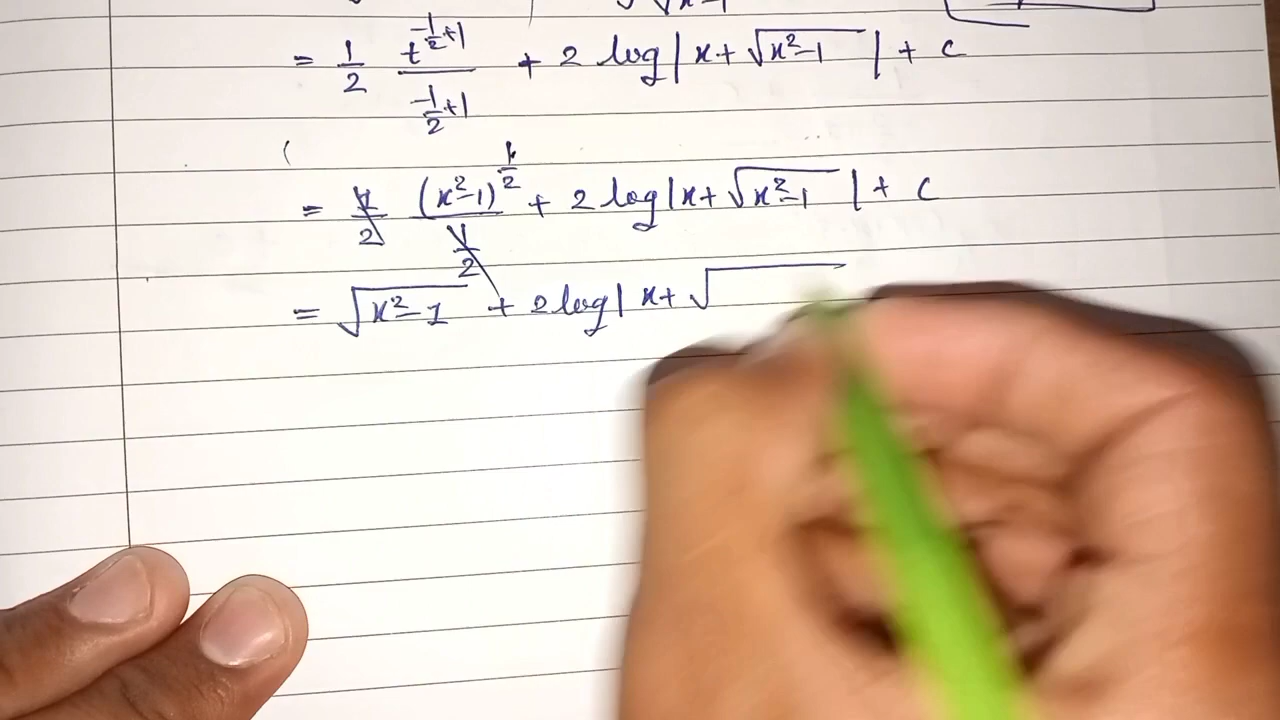 = 1/2 t^(-1/2+1)/(-1/2+1) + 2 log|x+√(x²-1)| + c
= 1/2 (x²-1)^(1/2)/(1/2) + 2 log|x+√(x²-1)| + c
= √(x²-1) + 2 log|x+√